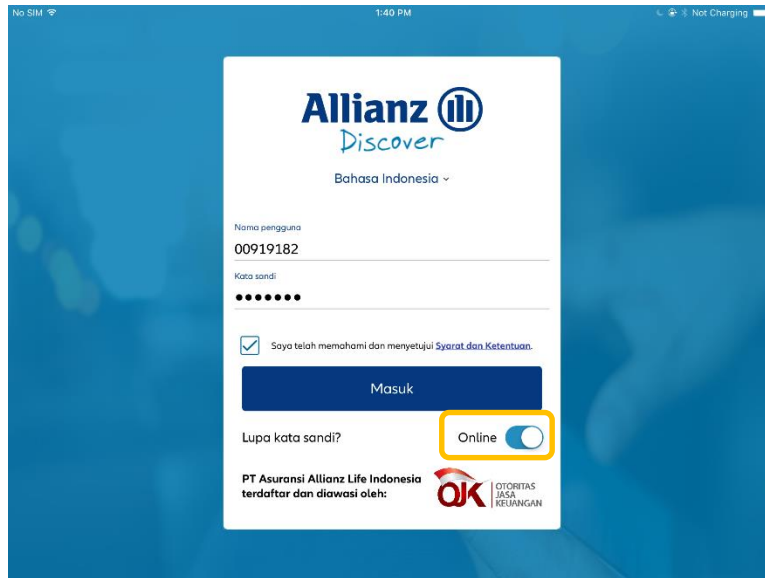 No SIM
1:40 PM
Not Charging
Allianz
Discover
Bahasa Indonesia
Nama pengguna
00919182
Kata sandi
•••••••
Saya telah memahami dan menyetujui Syarat dan Ketentuan.
Masuk
Lupa kata sandi?
Online
PT Asuransi Allianz Life Indonesia
terdaftar dan diawasi oleh:
OJK
OTORITAS
JASA
KEUANGAN